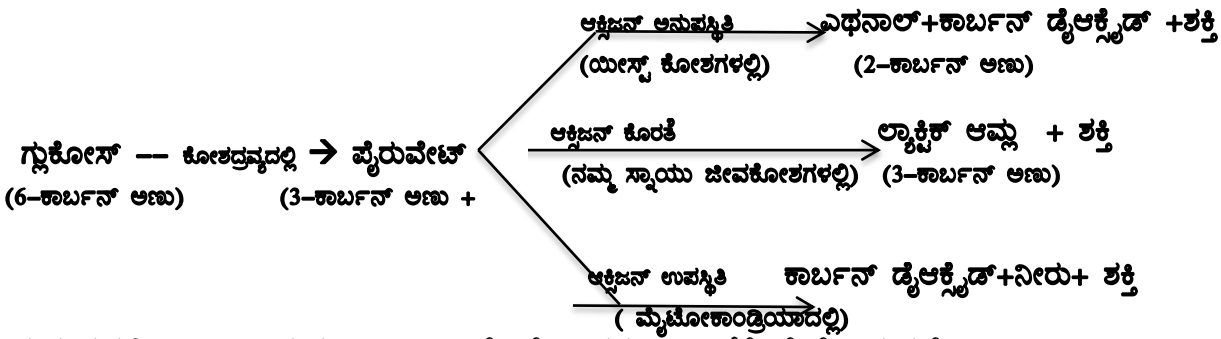 ಆಕ್ಸಿಜನ್ ಅನುಪಸ್ಥಿತಿ ಎಥನಾಲ್+ಕಾರ್ಬನ್ ಡೈಆಕ್ಸೈಡ್ +ಶಕ್ತಿ
(ಯೀಸ್ಟ್ ಕೋಶಗಳಲ್ಲಿ) (2–ಕಾರ್ಬನ್ ಅಣು)
ಆಕ್ಸಿಜನ್ ಕೊರತೆ ಲ್ಯಾಕ್ಟಿಕ್ ಆಮ್ಲ + ಶಕ್ತಿ
ಗ್ಲುಕೋಸ್ –– ಕೋಶದ್ರವ್ಯದಲ್ಲಿ → ಪೈರುವೇಟ್
(ನಮ್ಮ ಸ್ನಾಯು ಜೀವಕೋಶಗಳಲ್ಲಿ) (3–ಕಾರ್ಬನ್ ಅಣು)
(6–ಕಾರ್ಬನ್ ಅಣು) (3–ಕಾರ್ಬನ್ ಅಣು +
ಆಕ್ಸಿಜನ್ ಉಪಸ್ಥಿತಿ ಕಾರ್ಬನ್ ಡೈಆಕ್ಸೈಡ್+ನೀರು+ ಶಕ್ತಿ
( ಮೈಟೋಕಾಂಡ್ರಿಯಾದಲ್ಲಿ)